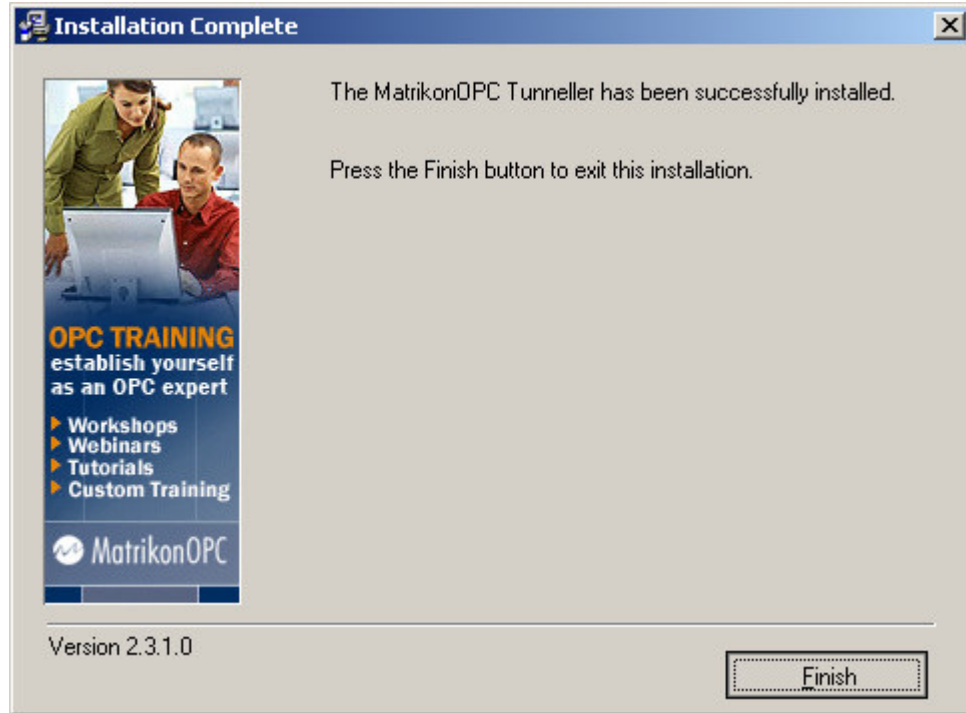 Installation Complete
The MatrikonOPC Tunneller has been successfully installed.
Press the Finish button to exit this installation.
OPC TRAINING
establish yourself
as an OPC expert
Workshops
Webinars
Tutorials
Custom Training
MatrikonOPC
Version 2.3.1.0
Finish